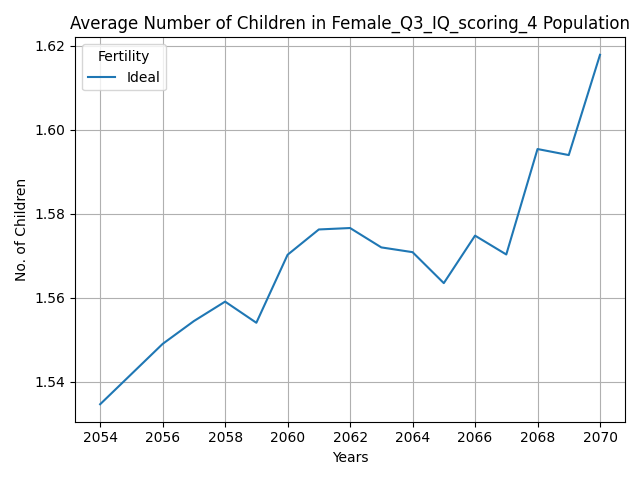 Average Number of Children in Female_Q3_IQ_scoring_4 Population
Fertility
Ideal
1.62
1.60
1.58
1.56
1.54
No. of Children
2054 2056 2058 2060 2062 2064 2066 2068 2070
Years